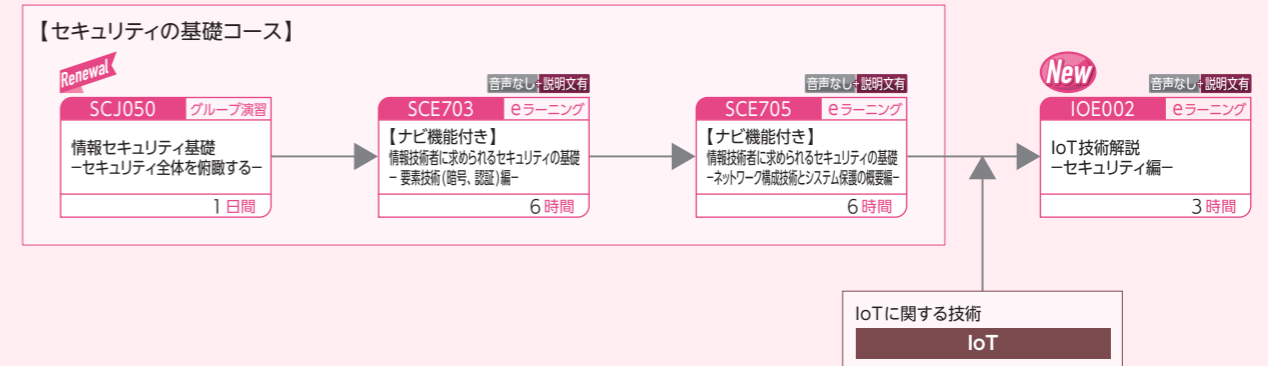 【セキュリティの基礎コース】
Renewal
SCJ050 グループ演習
情報セキュリティ基礎
ーセキュリティ全体を俯瞰するー
1日間
音声なし+説明文有
SCE703 eラーニング
【ナビ機能付き】
情報技術者に求められるセキュリティの基礎
ー 要素技術(暗号、認証)編ー
6時間
音声なし+説明文有
SCE705 eラーニング
【ナビ機能付き】
情報技術者に求められるセキュリティの基礎
ーネットワーク構成技術とシステム保護の概要編ー
6時間
New
音声なし+説明文有
IOE002 eラーニング
IoT技術解説
ーセキュリティ編ー
3時間
IoTに関する技術
IoT